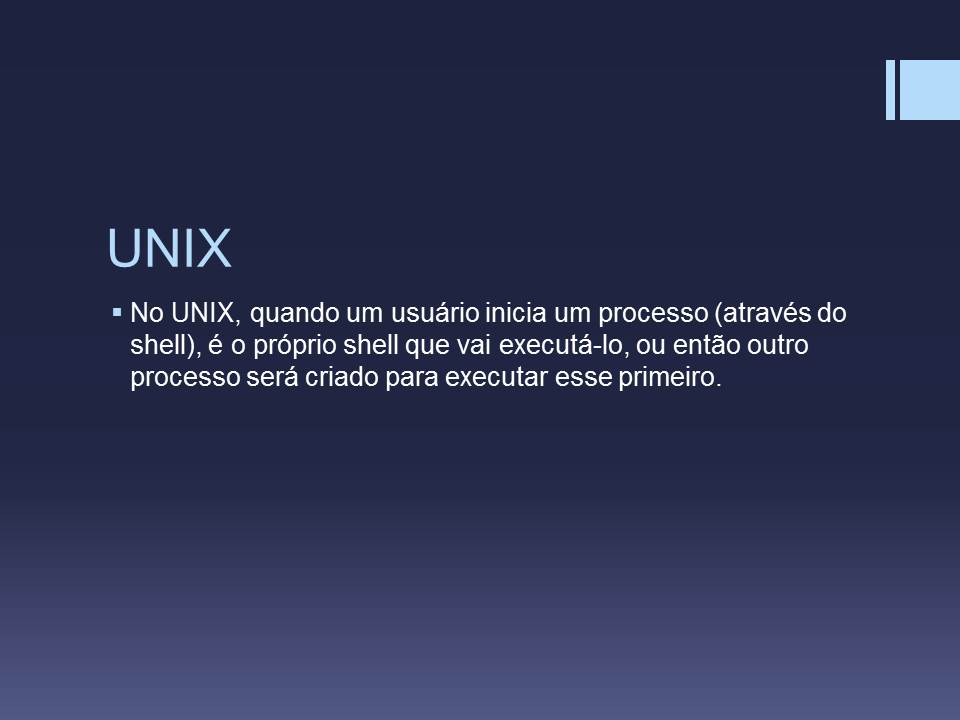 UNIX
▪ No UNIX, quando um usuário inicia um processo (através do
shell), é o próprio shell que vai executá-lo, ou então outro
processo será criado para executar esse primeiro.